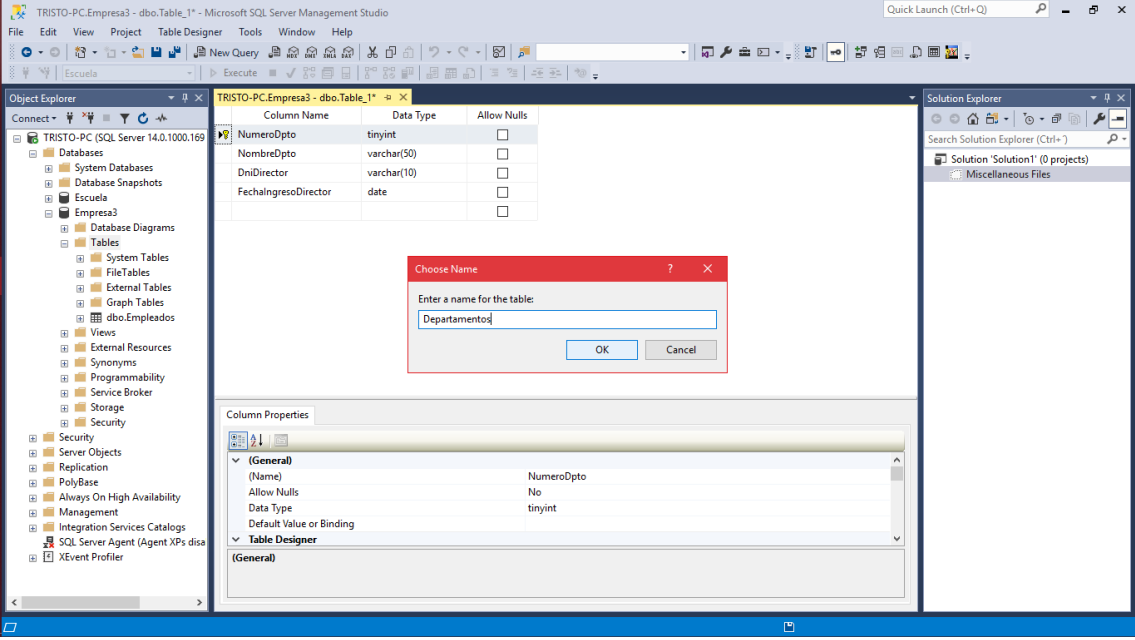 TRISTO-PC.Empresa3 - dbo.Table_1* - Microsoft SQL Server Management Studio
Quick Launch (Ctrl+Q)
File Edit View Project Table Designer Tools Window Help
New Query
Escuela
Execute
Object Explorer
Connect
TRISTO-PC (SQL Server 14.0.1000.169
Databases
System Databases
Database Snapshots
Escuela
Empresa3
Database Diagrams
Tables
System Tables
FileTables
External Tables
Graph Tables
dbo.Empleados
Views
External Resources
Synonyms
Programmability
Service Broker
Storage
Security
Security
Server Objects
Replication
PolyBase
Always On High Availability
Management
Integration Services Catalogs
SQL Server Agent (Agent XPs disa
XEvent Profiler
TRISTO-PC.Empresa3 - dbo.Table_1*
Column Name Data Type Allow Nulls
NumeroDpto tinyint
NombreDpto varchar(50)
DniDirector varchar(10)
FechaIngresoDirector date
Choose Name
Enter a name for the table:
Departamentos
OK Cancel
Column Properties
(General)
(Name) NumeroDpto
Allow Nulls No
Data Type tinyint
Default Value or Binding
Table Designer
(General)
Solution Explorer
Search Solution Explorer (Ctrl+´)
Solution 'Solution1' (0 projects)
Miscellaneous Files